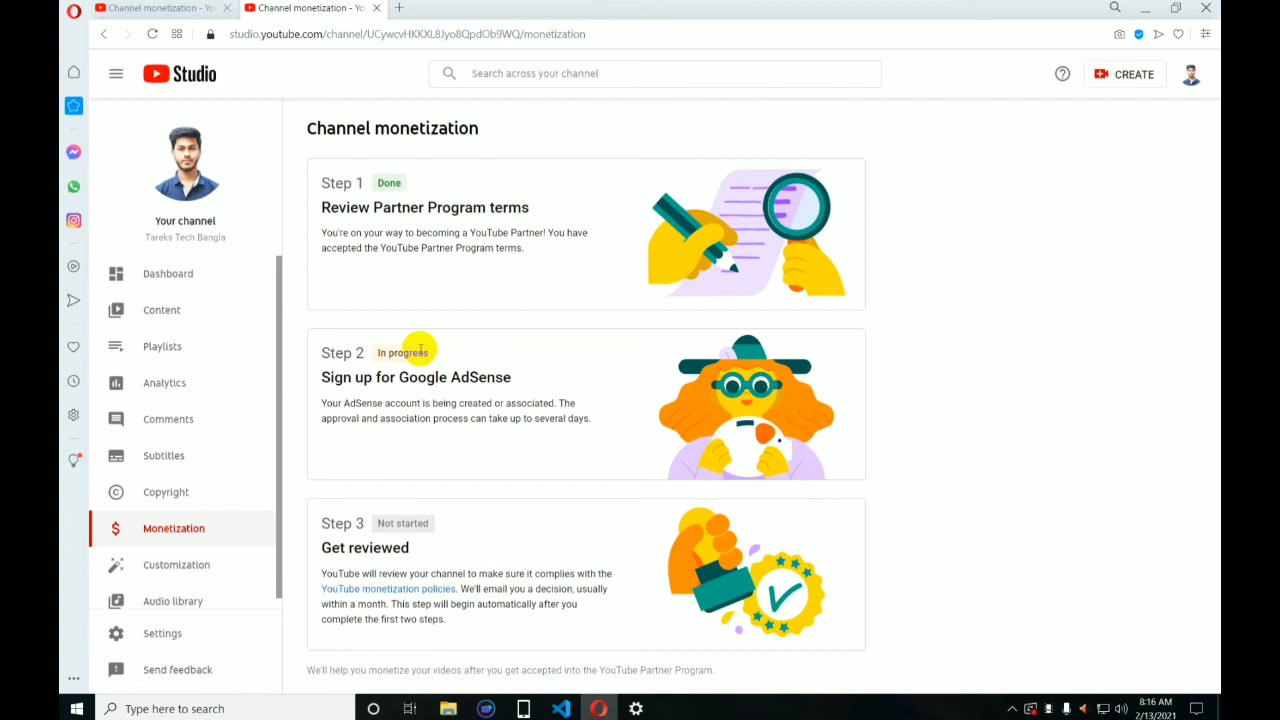 Channel monetization - Yo
Channel monetization - Yo
studio.youtube.com/channel/UCywcvHKKXL8Jyo8QpdOb9WQ/monetization
Studio
Search across your channel
CREATE
Your channel
Tareks Tech Bangla
Dashboard
Content
Playlists
Analytics
Comments
Subtitles
Copyright
Monetization
Customization
Audio library
Settings
Send feedback
Channel monetization
Step 1 Done
Review Partner Program terms
You're on your way to becoming a YouTube Partner! You have
accepted the YouTube Partner Program terms.
Step 2 In progress
Sign up for Google AdSense
Your AdSense account is being created or associated. The
approval and association process can take up to several days.
Step 3 Not started
Get reviewed
YouTube will review your channel to make sure it complies with the
YouTube monetization policies. We'll email you a decision, usually
within a month. This step will begin automatically after you
complete the first two steps.
We'll help you monetize your videos after you get accepted into the YouTube Partner Program.
Type here to search
8:16 AM
2/13/2021